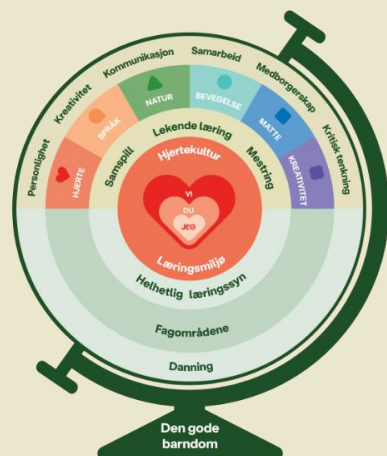 Personlighet
Kreativitet
Kommunikasjon
Samarbeid
Medborgerskap
Kritisk tenkning
HJERTE
SPRÅK
NATUR
BEVEGELSE
MATTE
KREATIVITET
Samspill
Lekende læring
Mestring
Hjertekultur
VI
DU
JEG
Læringsmiljø
Helhetlig læringssyn
Fagområdene
Danning
Den gode
barndom